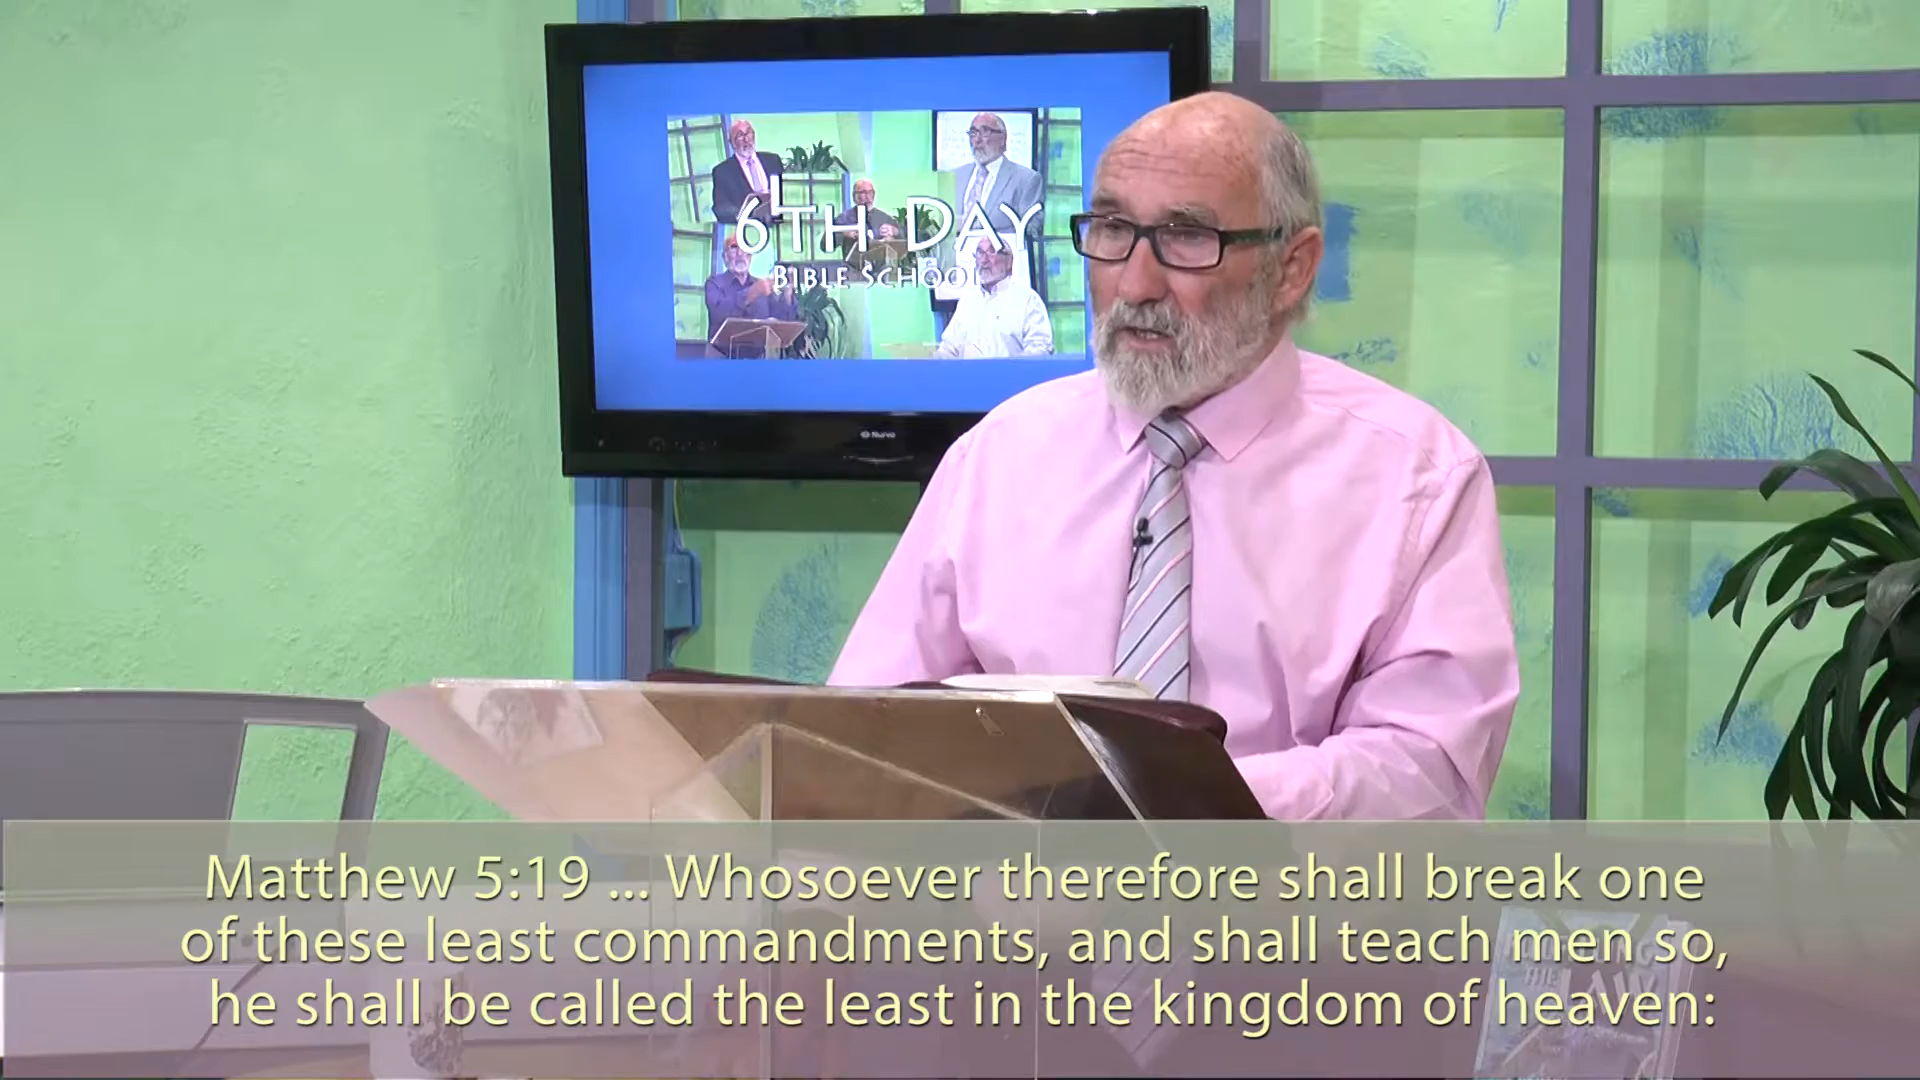 6TH DAY
BIBLE SCHOOL
Matthew 5:19 ... Whosoever therefore shall break one
of these least commandments, and shall teach men so,
he shall be called the least in the kingdom of heaven:
THE